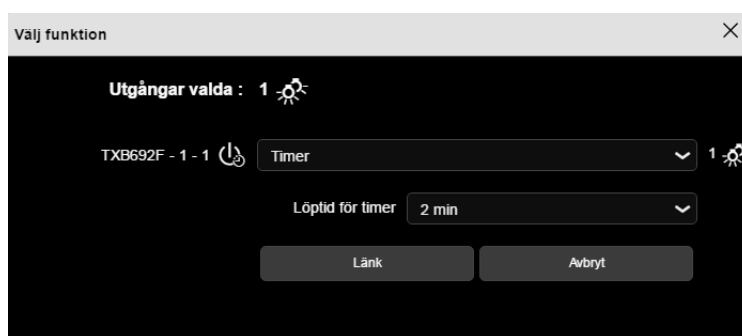 Välj funktion
Utgångar valda : 1
TXB692F - 1 - 1 Timer 1
Löptid för timer 2 min
Länk Avbryt